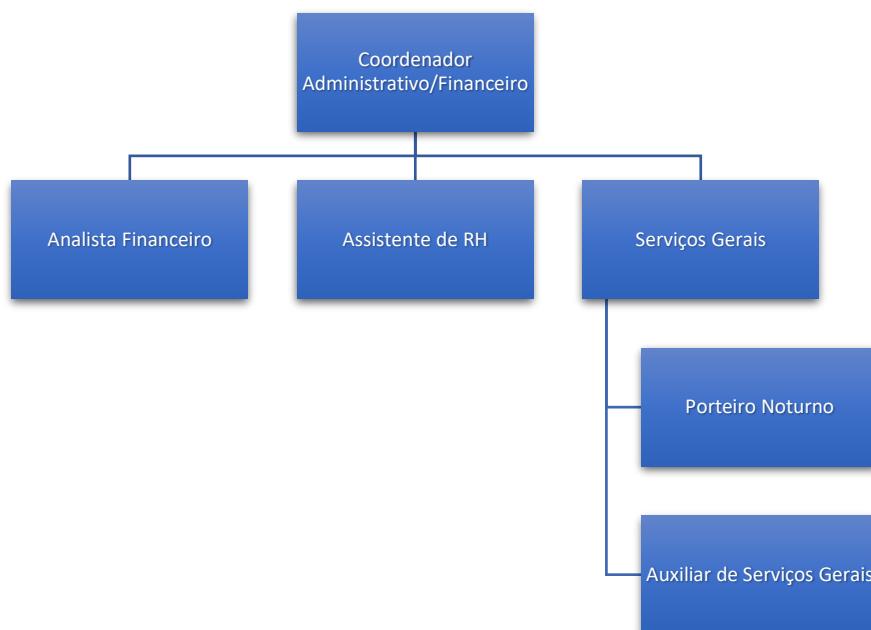 Coordenador
Administrativo/Financeiro
Analista Financeiro
Assistente de RH
Serviços Gerais
Porteiro Noturno
Auxiliar de Serviços Gerais